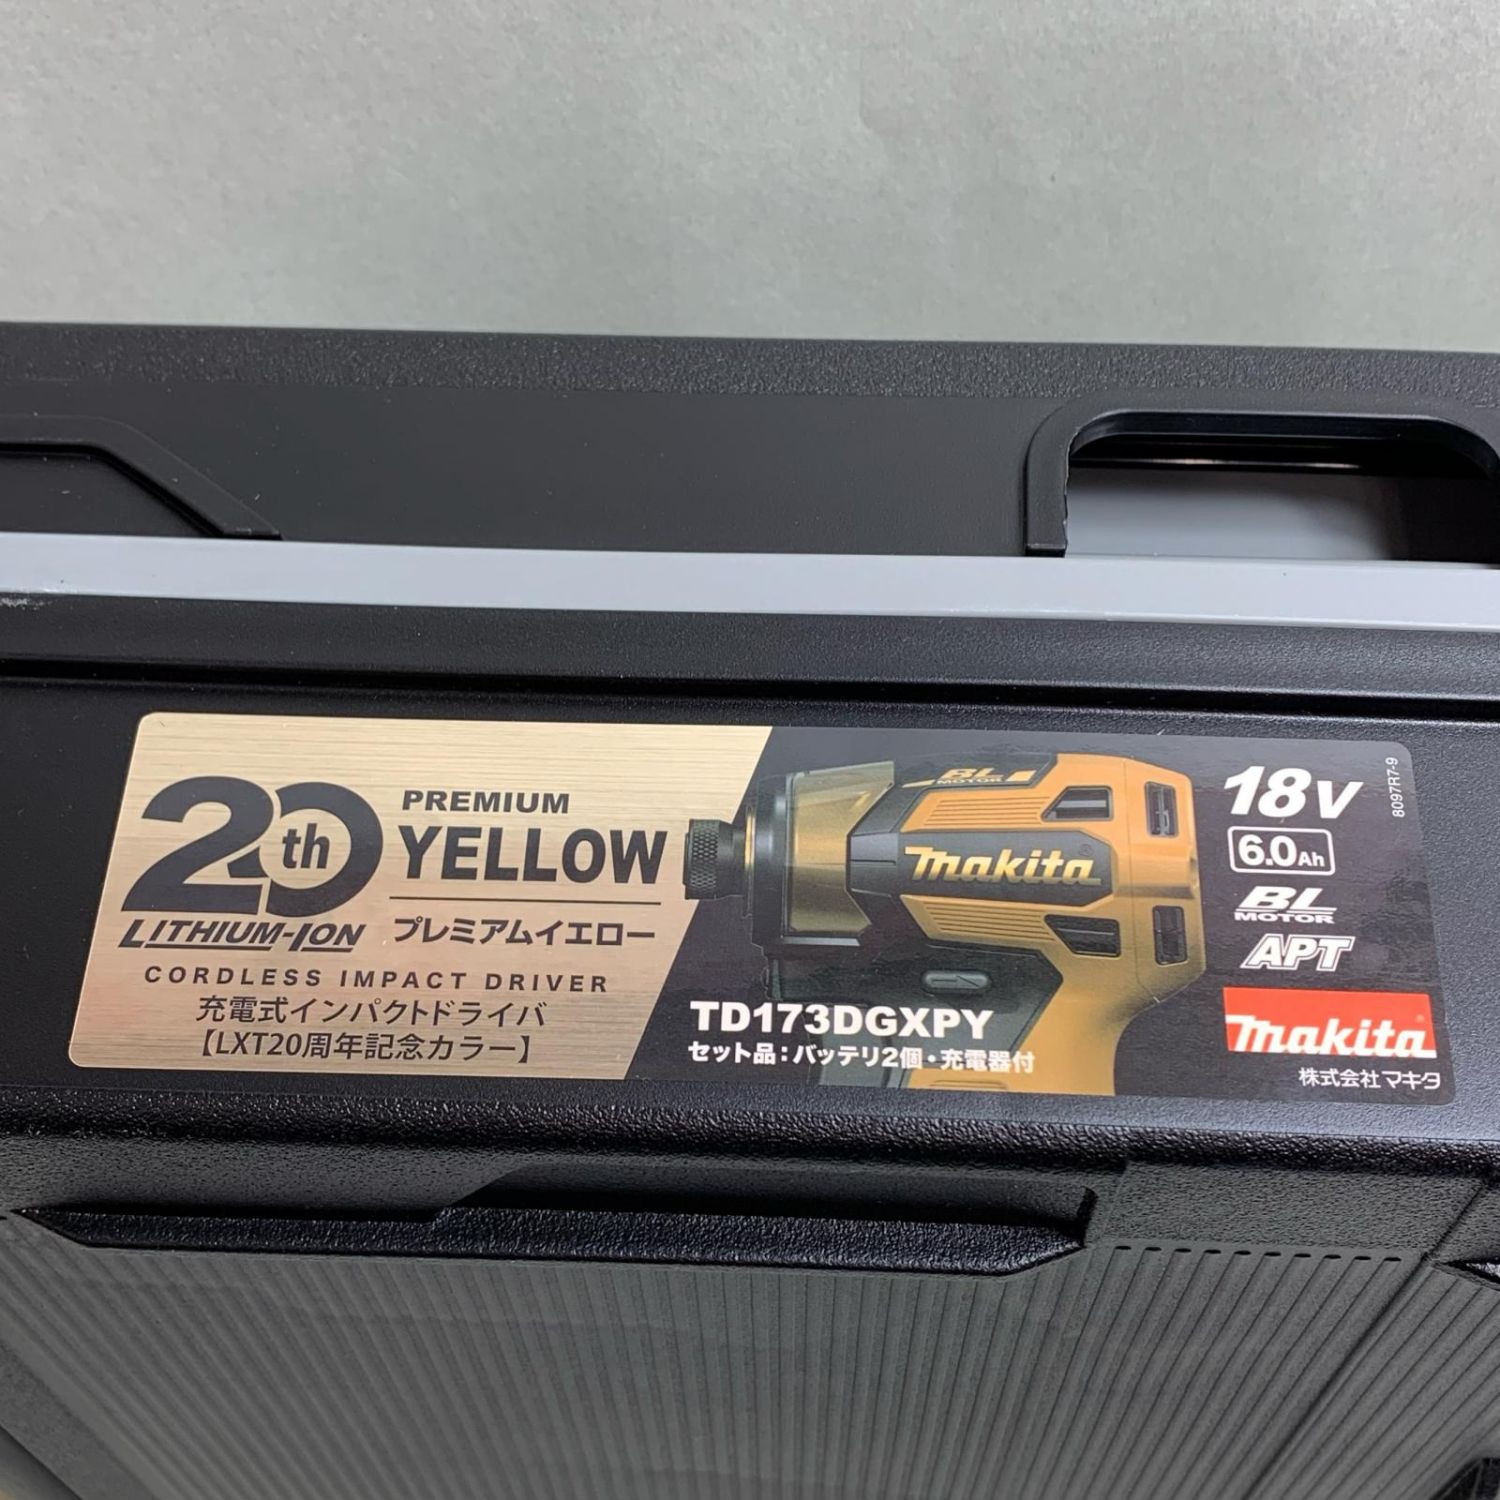 20th
LITHIUM-ION
PREMIUM
YELLOW
プレミアムイエロー
CORDLESS IMPACT DRIVER
充電式インパクトドライバ
【LXT20周年記念カラー】
BL
MOTOR
makita
TD173DGXPY
セット品：バッテリ2個・充電器付
18V
6.0Ah
BL
MOTOR
APT
makita
株式会社マキタ
8097R7-9